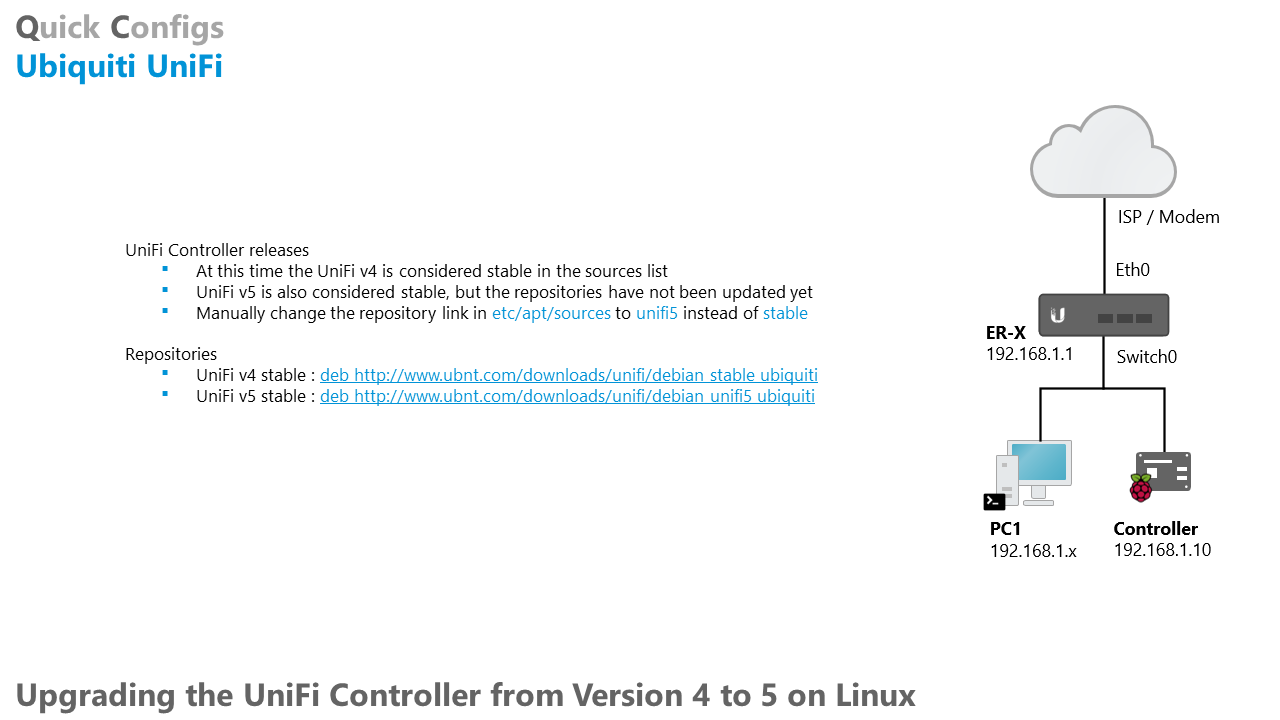 Quick Configs
Ubiquiti UniFi
UniFi Controller releases
At this time the UniFi v4 is considered stable in the sources list
UniFi v5 is also considered stable, but the repositories have not been updated yet
Manually change the repository link in etc/apt/sources to unifi5 instead of stable
Repositories
UniFi v4 stable : deb http://www.ubnt.com/downloads/unifi/debian stable ubiquiti
UniFi v5 stable : deb http://www.ubnt.com/downloads/unifi/debian unifi5 ubiquiti
ISP / Modem
Eth0
ER-X
192.168.1.1
Switch0
PC1
192.168.1.x
Controller
192.168.1.10
Upgrading the UniFi Controller from Version 4 to 5 on Linux